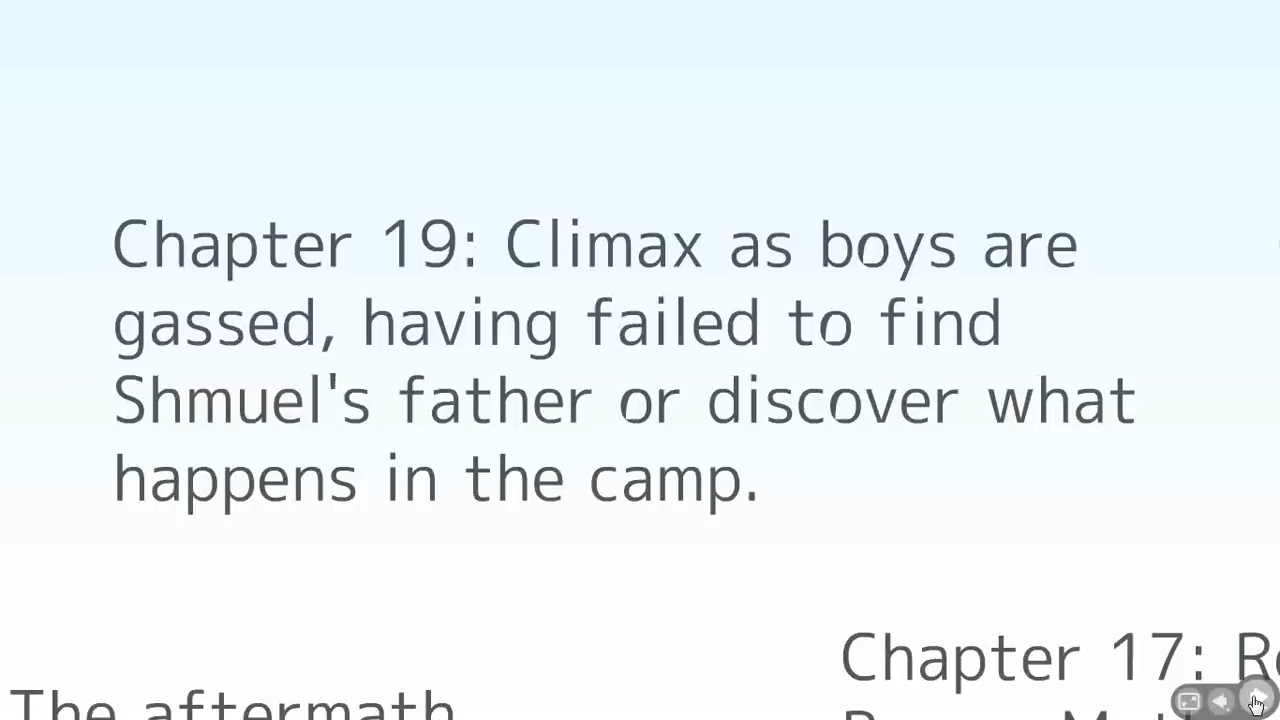 Chapter 19: Climax as boys are
gassed, having failed to find
Shmuel's father or discover what
happens in the camp.
Chapter 17:
The aftermath